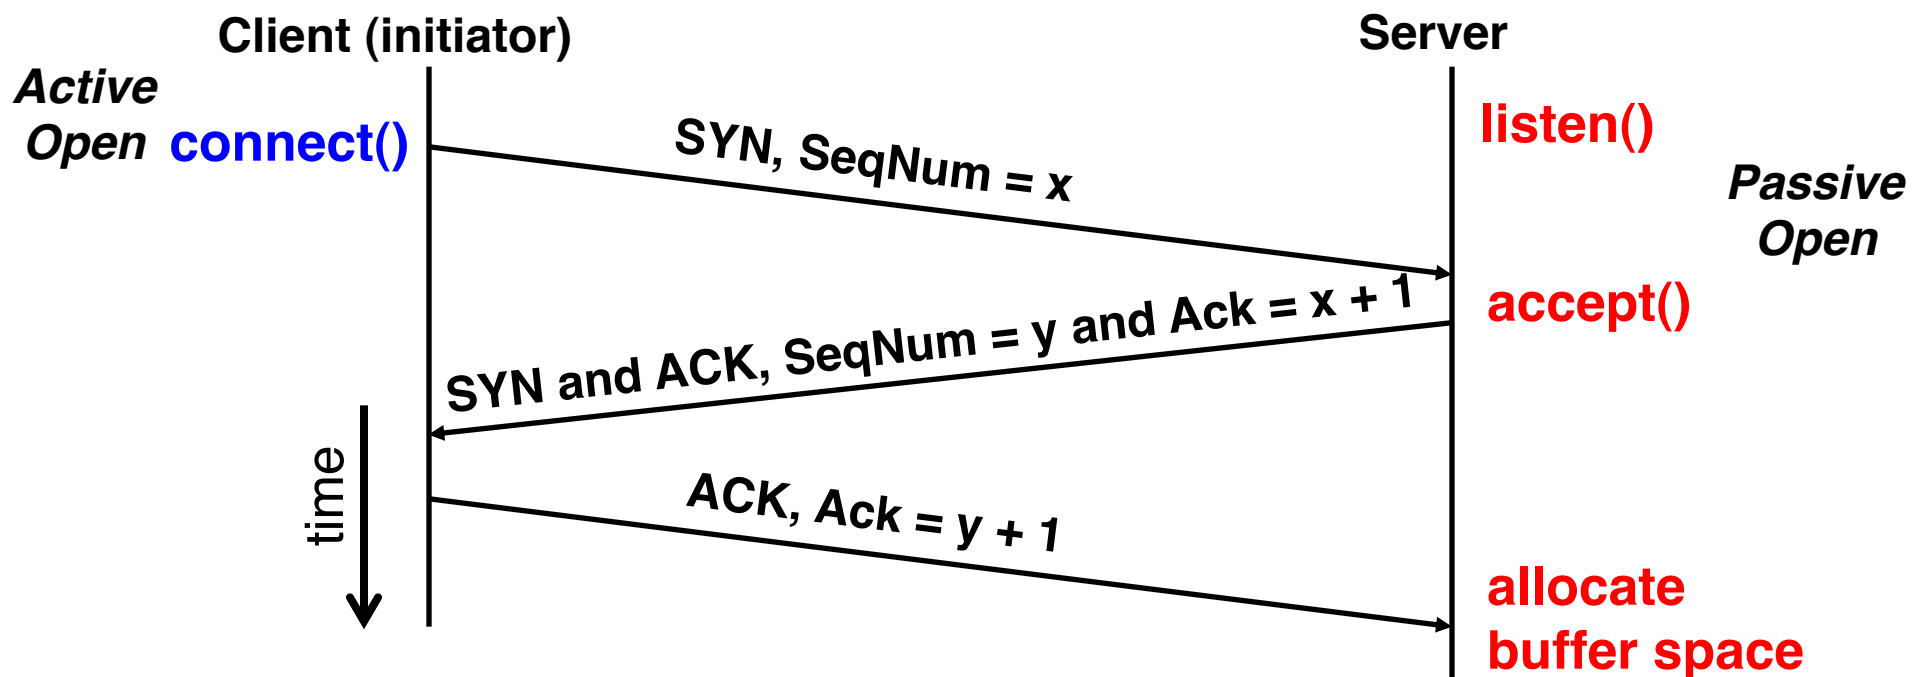 Client (initiator)
Server
Active
Open
connect()
listen()
SYN, SeqNum = x
Passive
Open
accept()
SYN and ACK, SeqNum = y and Ack = x + 1
time
ACK, Ack = y + 1
allocate
buffer space